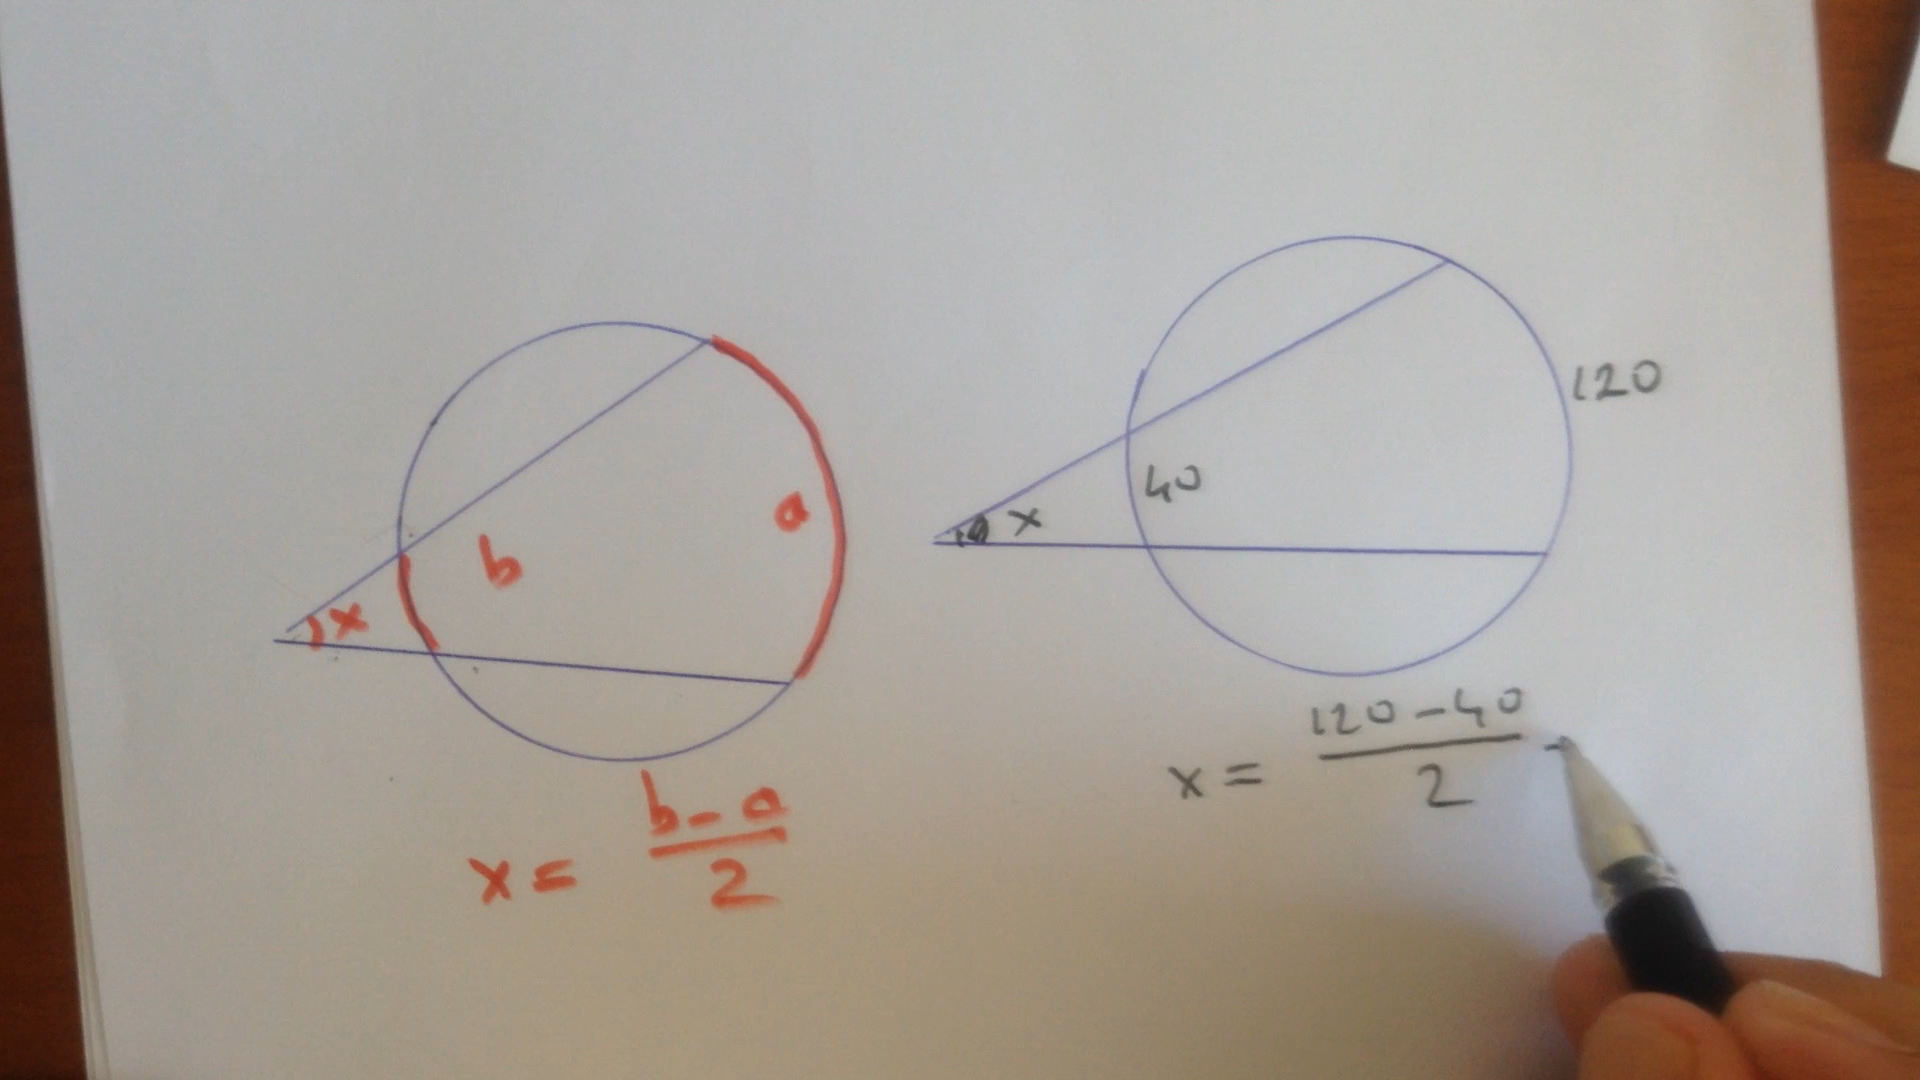 b
a
x
x = b - a / 2
120
40
x
x = 120 - 40 / 2